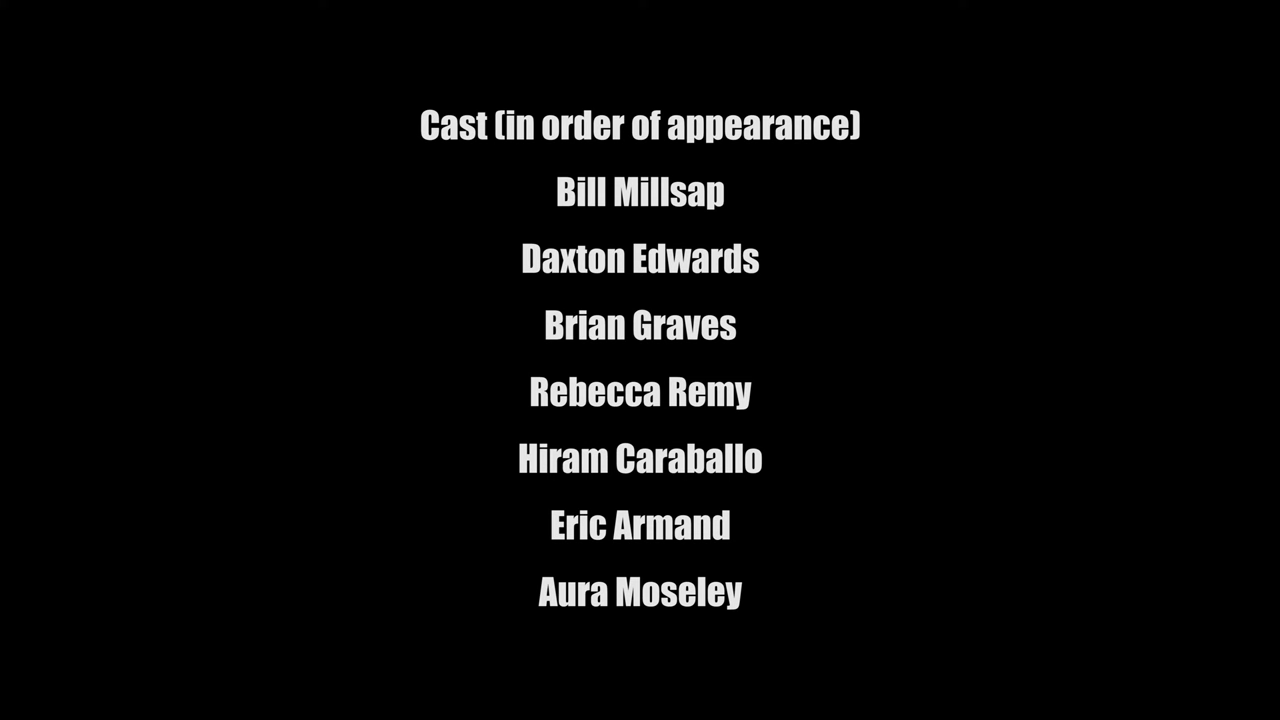 Cast (in order of appearance)
Bill Millsap
Daxton Edwards
Brian Graves
Rebecca Remy
Hiram Caraballo
Eric Armand
Aura Moseley